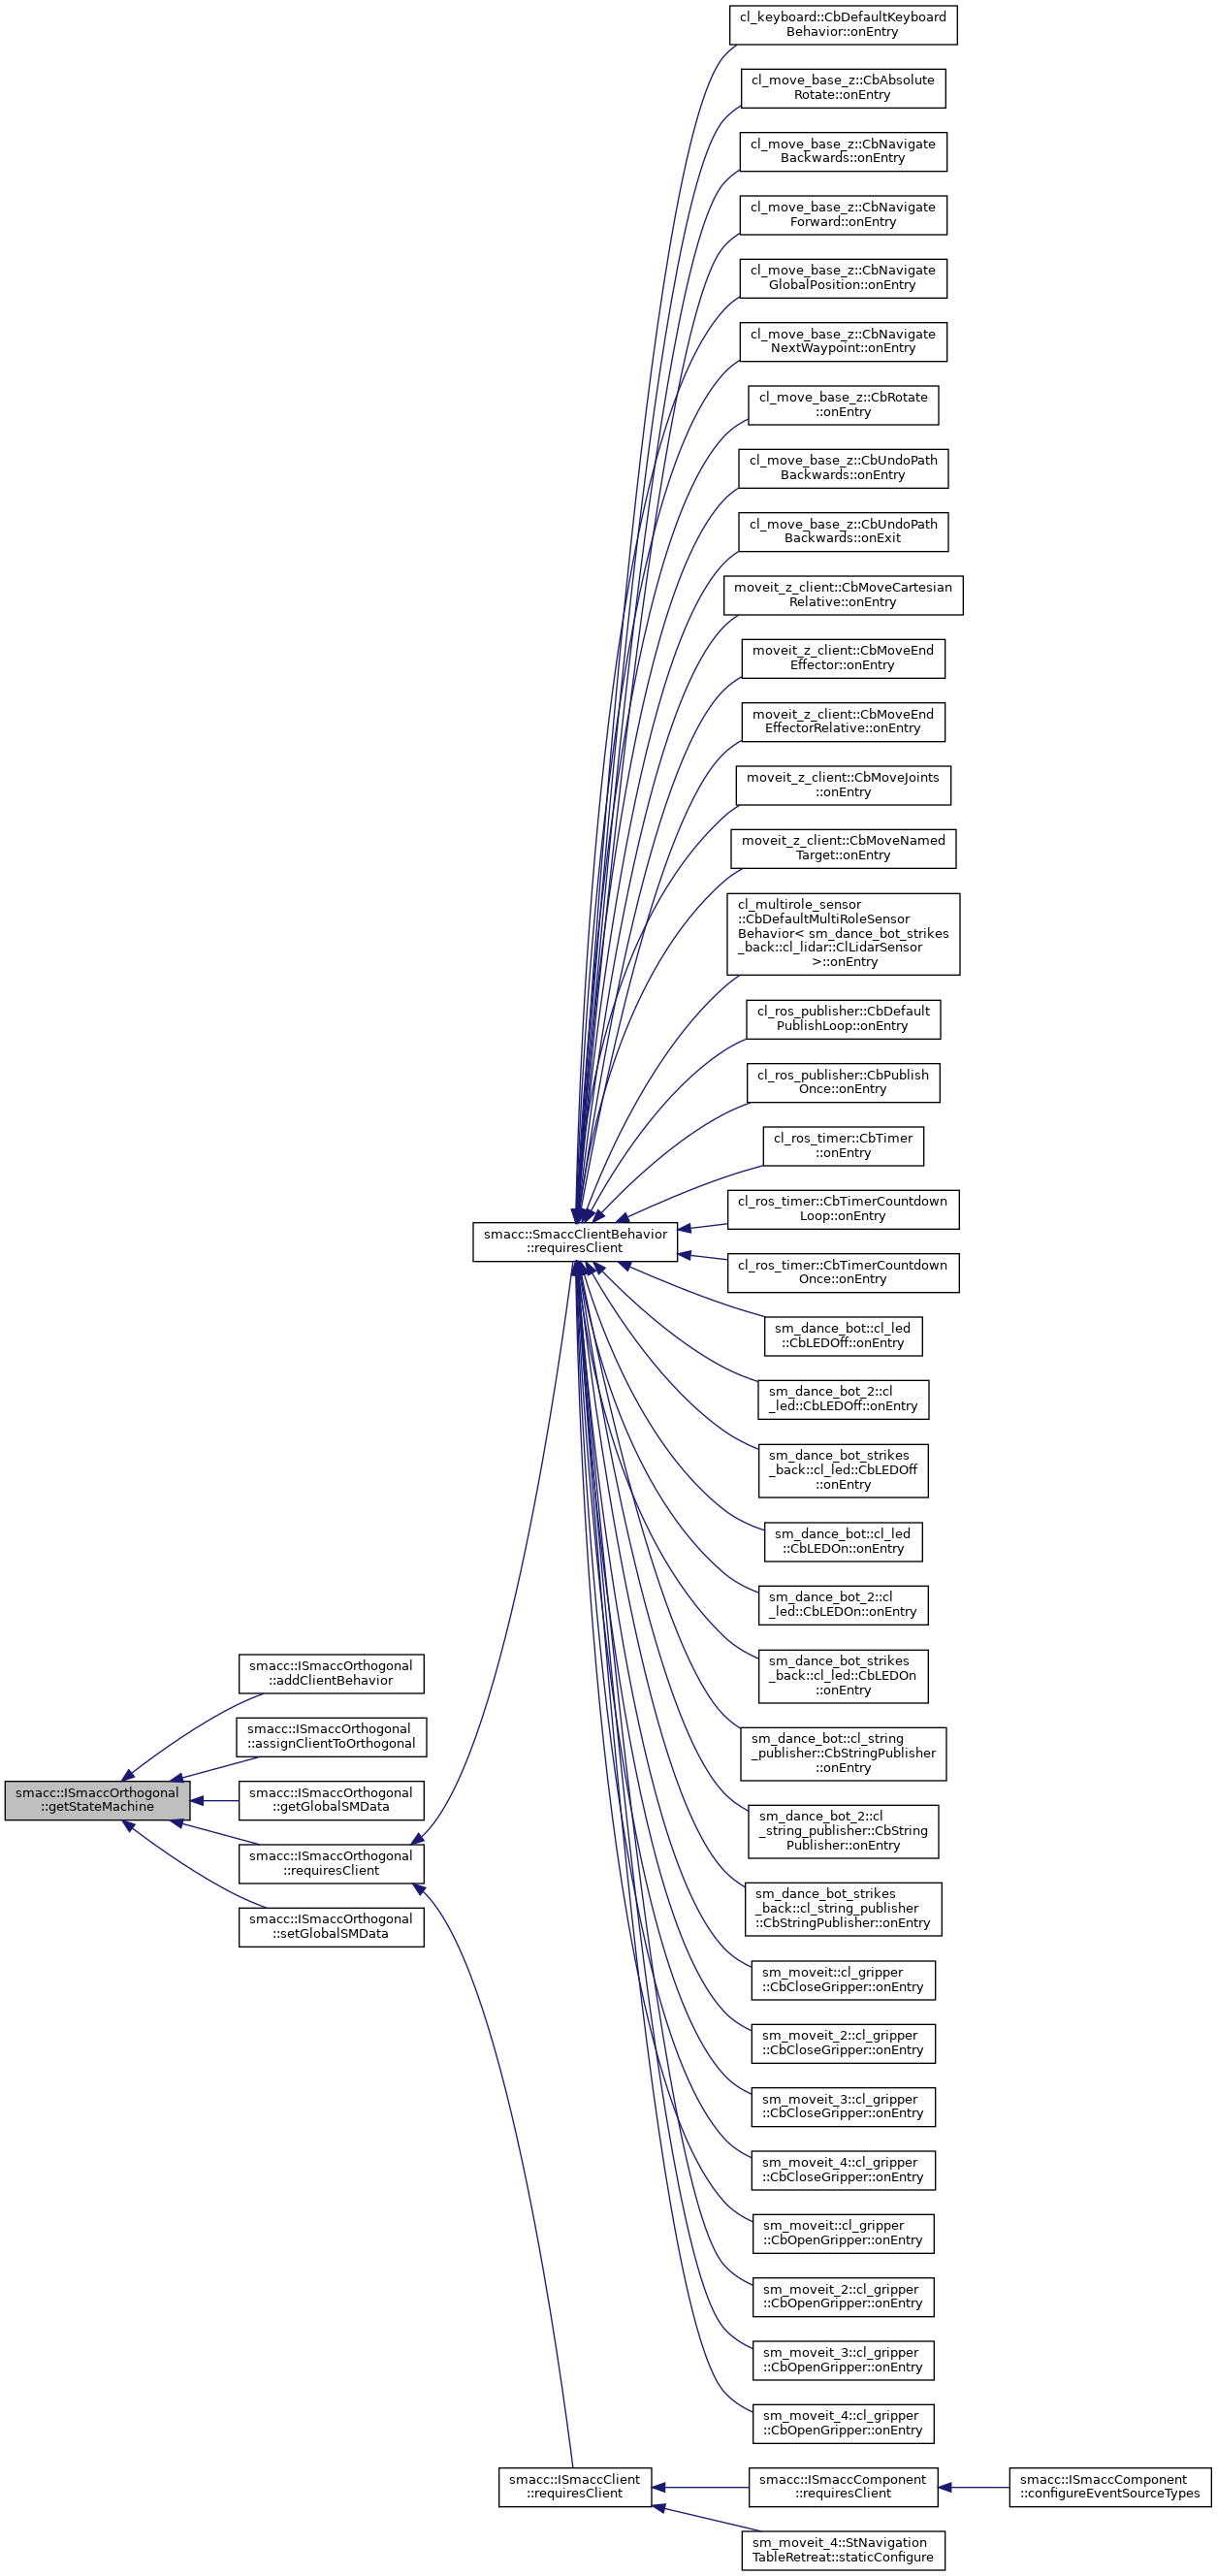 cl_keyboard::CbDefaultKeyboard
Behavior::onEntry
cl_move_base_z::CbAbsolute
Rotate::onEntry
cl_move_base_z::CbNavigate
Backwards::onEntry
cl_move_base_z::CbNavigate
Forward::onEntry
cl_move_base_z::CbNavigate
GlobalPosition::onEntry
cl_move_base_z::CbNavigate
NextWaypoint::onEntry
cl_move_base_z::CbRotate
::onEntry
cl_move_base_z::CbUndoPath
Backwards::onEntry
cl_move_base_z::CbUndoPath
Backwards::onExit
moveit_z_client::CbMoveCartesian
Relative::onEntry
moveit_z_client::CbMoveEnd
Effector::onEntry
moveit_z_client::CbMoveEnd
EffectorRelative::onEntry
moveit_z_client::CbMoveJoints
::onEntry
moveit_z_client::CbMoveNamed
Target::onEntry
cl_multirole_sensor
::CbDefaultMultiRoleSensor
Behavior< sm_dance_bot_strikes
_back::cl_lidar::ClLidarSensor
>::onEntry
cl_ros_publisher::CbDefault
PublishLoop::onEntry
cl_ros_publisher::CbPublish
Once::onEntry
cl_ros_timer::CbTimer
::onEntry
cl_ros_timer::CbTimerCountdown
Loop::onEntry
smacc::SmaccClientBehavior
::requiresClient
cl_ros_timer::CbTimerCountdown
Once::onEntry
sm_dance_bot::cl_led
::CbLEDOff::onEntry
sm_dance_bot_2::cl
_led::CbLEDOff::onEntry
sm_dance_bot_strikes
_back::cl_led::CbLEDOff
::onEntry
sm_dance_bot::cl_led
::CbLEDOn::onEntry
sm_dance_bot_2::cl
_led::CbLEDOn::onEntry
sm_dance_bot_strikes
_back::cl_led::CbLEDOn
::onEntry
smacc::ISmaccOrthogonal
::addClientBehavior
smacc::ISmaccOrthogonal
::assignClientToOrthogonal
sm_dance_bot::cl_string
_publisher::CbStringPublisher
::onEntry
smacc::ISmaccOrthogonal
::getStateMachine
smacc::ISmaccOrthogonal
::getGlobalSMData
sm_dance_bot_2::cl
_string_publisher::CbString
Publisher::onEntry
smacc::ISmaccOrthogonal
::requiresClient
sm_dance_bot_strikes
_back::cl_string_publisher
::CbStringPublisher::onEntry
smacc::ISmaccOrthogonal
::setGlobalSMData
sm_moveit::cl_gripper
::CbCloseGripper::onEntry
sm_moveit_2::cl_gripper
::CbCloseGripper::onEntry
sm_moveit_3::cl_gripper
::CbCloseGripper::onEntry
sm_moveit_4::cl_gripper
::CbCloseGripper::onEntry
sm_moveit::cl_gripper
::CbOpenGripper::onEntry
sm_moveit_2::cl_gripper
::CbOpenGripper::onEntry
sm_moveit_3::cl_gripper
::CbOpenGripper::onEntry
sm_moveit_4::cl_gripper
::CbOpenGripper::onEntry
smacc::ISmaccClient
::requiresClient
smacc::ISmaccComponent
::requiresClient
smacc::ISmaccComponent
::configureEventSourceTypes
sm_moveit_4::StNavigation
TableRetreat::staticConfigure